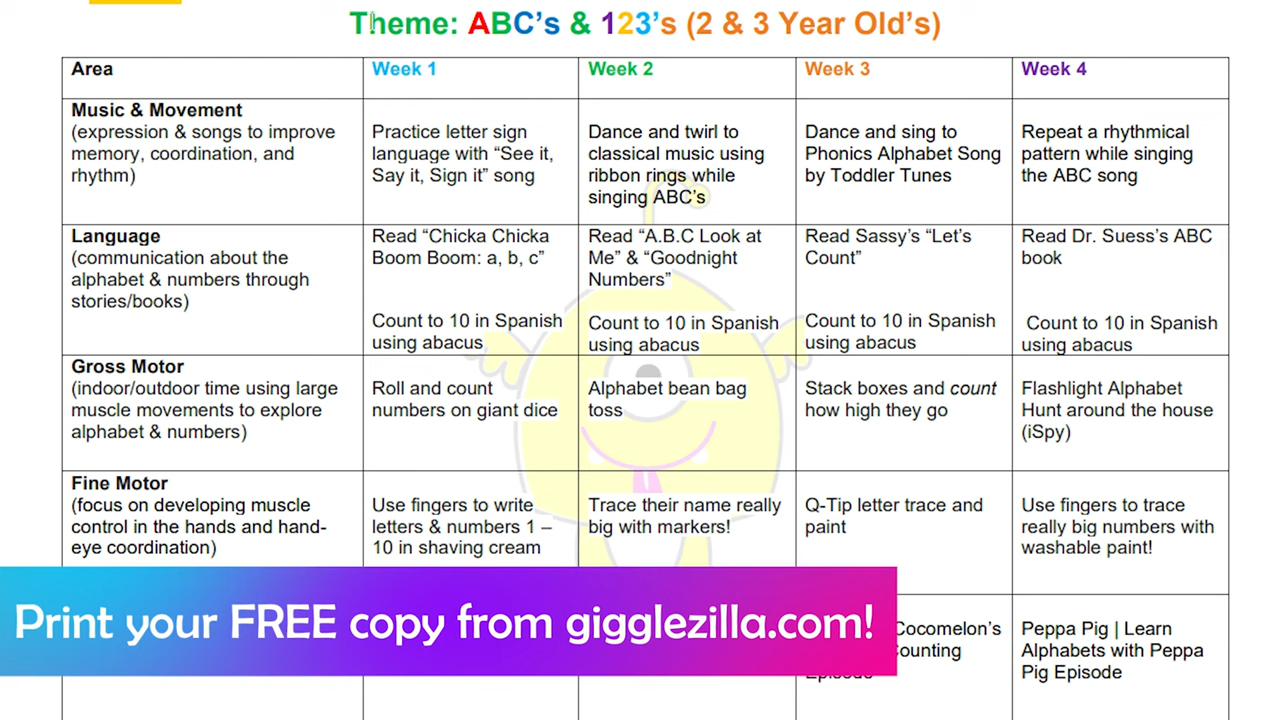 Theme: ABC’s & 123’s (2 & 3 Year Old’s)
Area
Week 1
Week 2
Week 3
Week 4
Music & Movement
(expression & songs to improve
memory, coordination, and
rhythm)
Practice letter sign
language with “See it,
Say it, Sign it” song
Dance and twirl to
classical music using
ribbon rings while
singing ABC’s
Dance and sing to
Phonics Alphabet Song
by Toddler Tunes
Repeat a rhythmical
pattern while singing
the ABC song
Language
(communication about the
alphabet & numbers through
stories/books)
Read “Chicka Chicka
Boom Boom: a, b, c”
Count to 10 in Spanish
using abacus
Read “A.B.C Look at
Me” & “Goodnight
Numbers”
Count to 10 in Spanish
using abacus
Read Sassy’s “Let’s
Count”
Count to 10 in Spanish
using abacus
Read Dr. Suess’s ABC
book
Count to 10 in Spanish
using abacus
Gross Motor
(indoor/outdoor time using large
muscle movements to explore
alphabet & numbers)
Roll and count
numbers on giant dice
Alphabet bean bag
toss
Stack boxes and count
how high they go
Flashlight Alphabet
Hunt around the house
(iSpy)
Fine Motor
(focus on developing muscle
control in the hands and hand-
eye coordination)
Use fingers to write
letters & numbers 1 –
10 in shaving cream
Trace their name really
big with markers!
Q-Tip letter trace and
paint
Use fingers to trace
really big numbers with
washable paint!
Print your FREE copy from gigglezilla.com!
Cocomelon’s
Counting
Episode
Peppa Pig | Learn
Alphabets with Peppa
Pig Episode